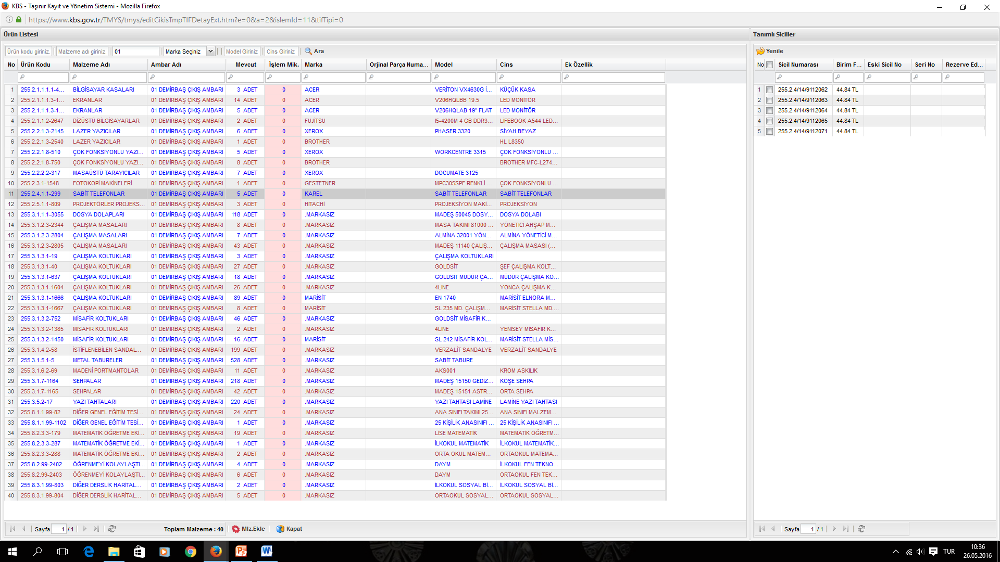 KBS - Taşınır Kayıt ve Yönetim Sistemi - Mozilla Firefox
https://www.kbs.gov.tr/TMYS/tmys/editCikisTmpTIFDetayExt.htm?e=0&a=2&islemId=11&tifTipi=0
Ürün Listesi
Ürün kodu giriniz. Malzeme adı giriniz. 01 Marka Seçiniz Model Giriniz Cins Giriniz Ara
No Ürün Kodu Malzeme Adı Ambar Adı Mevcut İşlem Mik. Marka Orjinal Parça Numa... Model Cins Ek Özellik
1 255.2.1.1.1.1-4... BİLGİSAYAR KASALARI 01 DEMİRBAŞ ÇIKIŞ AMBARI 3 ADET 0 ACER VERİTON VX4630G İ... KÜÇÜK KASA
2 255.2.1.1.1.3-1... EKRANLAR 01 DEMİRBAŞ ÇIKIŞ AMBARI 14 ADET 0 ACER V206HQLBB 19.5 LED MONİTÖR
3 255.2.1.1.1.3-1... EKRANLAR 01 DEMİRBAŞ ÇIKIŞ AMBARI 5 ADET 0 ACER V206HQLAB 19" FLAT LED MONİTÖR
4 255.2.1.1.2-2647 DİZÜSTÜ BİLGİSAYARLAR 01 DEMİRBAŞ ÇIKIŞ AMBARI 2 ADET 0 FUJİTSU I5-4200M 4 GB DDR3... LİFEBOOK A544 LED...
5 255.2.2.1.3-2145 LAZER YAZICILAR 01 DEMİRBAŞ ÇIKIŞ AMBARI 6 ADET 0 XEROX PHASER 3320 SİYAH BEYAZ
6 255.2.2.1.3-2540 LAZER YAZICILAR 01 DEMİRBAŞ ÇIKIŞ AMBARI 1 ADET 0 BROTHER HL L8350
7 255.2.2.1.8-510 ÇOK FONKSİYONLU YAZI... 01 DEMİRBAŞ ÇIKIŞ AMBARI 5 ADET 0 XEROX WORKCENTRE 3315 ÇOK FONKSİYONLU ...
8 255.2.2.1.8-750 ÇOK FONKSİYONLU YAZI... 01 DEMİRBAŞ ÇIKIŞ AMBARI 8 ADET 0 BROTHER BROTHER MFC-L274...
9 255.2.2.2.2-317 MASAÜSTÜ TARAYICILAR 01 DEMİRBAŞ ÇIKIŞ AMBARI 7 ADET 0 XEROX DOCUMATE 3125
10 255.2.3.1-1548 FOTOKOPİ MAKİNELERİ 01 DEMİRBAŞ ÇIKIŞ AMBARI 1 ADET 0 GESTETNER MPC305SPF RENKLİ ... ÇOK FONKSİYONLU ...
11 255.2.4.1.1-299 SABİT TELEFONLAR 01 DEMİRBAŞ ÇIKIŞ AMBARI 5 ADET 0 KAREL SABİT TELEFONLAR SABİT TELEFONLAR
12 255.2.5.1.1-809 PROJEKTÖRLER PROJEKS... 01 DEMİRBAŞ ÇIKIŞ AMBARI 3 ADET 0 HİTACHİ PROJEKSİYON MAKİ... PROJEKSİYON
13 255.3.1.1.1-3055 DOSYA DOLAPLARI 01 DEMİRBAŞ ÇIKIŞ AMBARI 118 ADET 0 .MARKASIZ MADEŞ 50045 DOSY... DOSYA DOLABI
14 255.3.1.2.3-2344 ÇALIŞMA MASALARI 01 DEMİRBAŞ ÇIKIŞ AMBARI 8 ADET 0 .MARKASIZ MASA TAKIMI 81000 ... YÖNETİCİ AHŞAP M...
15 255.3.1.2.3-2804 ÇALIŞMA MASALARI 01 DEMİRBAŞ ÇIKIŞ AMBARI 7 ADET 0 .MARKASIZ ALMİNA 32001 YÖN... ALMİNA YÖNETİCİ M...
16 255.3.1.2.3-2805 ÇALIŞMA MASALARI 01 DEMİRBAŞ ÇIKIŞ AMBARI 43 ADET 0 .MARKASIZ MADEŞ 11140 ÇALIŞ... ÇALIŞMA MASASI (...
17 255.3.1.3.1-19 ÇALIŞMA KOLTUKLARI 01 DEMİRBAŞ ÇIKIŞ AMBARI 3 ADET 0 .MARKASIZ ÇALIŞMA KOLTUKLARI
18 255.3.1.3.1-40 ÇALIŞMA KOLTUKLARI 01 DEMİRBAŞ ÇIKIŞ AMBARI 27 ADET 0 .MARKASIZ GOLDSİT ŞEF ÇALIŞMA KOLT...
19 255.3.1.3.1-637 ÇALIŞMA KOLTUKLARI 01 DEMİRBAŞ ÇIKIŞ AMBARI 18 ADET 0 .MARKASIZ GOLDSİT MÜDÜR ÇA... MÜDÜR ÇALIŞMA KO...
20 255.3.1.3.1-1604 ÇALIŞMA KOLTUKLARI 01 DEMİRBAŞ ÇIKIŞ AMBARI 26 ADET 0 .MARKASIZ 4LINE YONCA ÇALIŞMA K...
21 255.3.1.3.1-1666 ÇALIŞMA KOLTUKLARI 01 DEMİRBAŞ ÇIKIŞ AMBARI 89 ADET 0 MARİSİT EN 1740 MARİSİT ELNORA M...
22 255.3.1.3.1-1667 ÇALIŞMA KOLTUKLARI 01 DEMİRBAŞ ÇIKIŞ AMBARI 8 ADET 0 MARİSİT SL 235 MD. ÇALIŞM... MARİSİT STELLA MD....
23 255.3.1.3.2-752 MİSAFİR KOLTUKLARI 01 DEMİRBAŞ ÇIKIŞ AMBARI 46 ADET 0 .MARKASIZ GOLDSİT MİSAFİR K...
24 255.3.1.3.2-1385 MİSAFİR KOLTUKLARI 01 DEMİRBAŞ ÇIKIŞ AMBARI 2 ADET 0 .MARKASIZ 4LİNE YENİSEY MİSAFİR K...
25 255.3.1.3.2-1450 MİSAFİR KOLTUKLARI 01 DEMİRBAŞ ÇIKIŞ AMBARI 16 ADET 0 MARİSİT SL 242 MİSAFİR KOL... MARİSİT STELLA MİS...
26 255.3.1.4.2-58 İSTİFLENEBİLEN SANDAL... 01 DEMİRBAŞ ÇIKIŞ AMBARI 199 ADET 0 .MARKASIZ VERZALİT SANDALYE VERZALİT SANDALYE
27 255.3.1.5.1-5 METAL TABURELER 01 DEMİRBAŞ ÇIKIŞ AMBARI 528 ADET 0 .MARKASIZ SABİT TABURE
28 255.3.1.6.2-69 MADENİ PORTMANTOLAR 01 DEMİRBAŞ ÇIKIŞ AMBARI 11 ADET 0 .MARKASIZ AKS001 KROM ASKILIK
29 255.3.1.7-1164 SEHPALAR 01 DEMİRBAŞ ÇIKIŞ AMBARI 218 ADET 0 .MARKASIZ MADEŞ 15150 GEDİZ... KÖŞE SEHPA
30 255.3.1.7-1165 SEHPALAR 01 DEMİRBAŞ ÇIKIŞ AMBARI 42 ADET 0 .MARKASIZ MADEŞ 15151 ASTR... ORTA SEHPA
31 255.3.5.2-17 YAZI TAHTALARI 01 DEMİRBAŞ ÇIKIŞ AMBARI 220 ADET 0 .MARKASIZ YAZI TAHTASI LAMİNE LAMİNE YAZI TAHTASI
32 255.8.1.1.99-82 DİĞER GENEL EĞİTİM TESİ... 01 DEMİRBAŞ ÇIKIŞ AMBARI 24 ADET 0 .MARKASIZ ANA SINIFI TAKIMI 25... ANA SINIFI MALZEM...
33 255.8.1.1.99-1102 DİĞER GENEL EĞİTİM TESİ... 01 DEMİRBAŞ ÇIKIŞ AMBARI 1 ADET 0 .MARKASIZ 25 KİŞİLİK ANASINIFI ... 25 KİŞİLİK ANASINIFI ...
34 255.8.2.3.3-179 MATEMATİK ÖĞRETME EKİ... 01 DEMİRBAŞ ÇIKIŞ AMBARI 19 ADET 0 .MARKASIZ LİSE MATEMATİK MATEMATİK ÖĞRETM...
35 255.8.2.3.3-287 MATEMATİK ÖĞRETME EKİ... 01 DEMİRBAŞ ÇIKIŞ AMBARI 1 ADET 0 .MARKASIZ İLKOKUL MATEMATİK İLKOKUL MATEMATİK...
36 255.8.2.3.3-288 MATEMATİK ÖĞRETME EKİ... 01 DEMİRBAŞ ÇIKIŞ AMBARI 2 ADET 0 .MARKASIZ ORTA OKUL MATEM... ORTAOKUL MATEMA...
37 255.8.2.99-2402 ÖĞRENMEYİ KOLAYLAŞTI... 01 DEMİRBAŞ ÇIKIŞ AMBARI 4 ADET 0 .MARKASIZ DAYM İLKOKUL FEN TEKNO...
38 255.8.2.99-2403 ÖĞRENMEYİ KOLAYLAŞTI... 01 DEMİRBAŞ ÇIKIŞ AMBARI 6 ADET 0 .MARKASIZ DAYM ORTAOKUL FEN TEK...
39 255.8.3.1.99-803 DİĞER DERSLİK HARİTAL... 01 DEMİRBAŞ ÇIKIŞ AMBARI 2 ADET 0 .MARKASIZ İLKOKUL SOSYAL Bİ... İLKOKUL SOSYAL Bİ...
40 255.8.3.1.99-804 DİĞER DERSLİK HARİTAL... 01 DEMİRBAŞ ÇIKIŞ AMBARI 5 ADET 0 .MARKASIZ ORTAOKUL SOSYAL... ORTAOKUL SOSYAL...
Sayfa 1 / 1 Toplam Malzeme : 40 Mlz.Ekle Kapat
Tanımlı Siciller
Yenile
No Sicil Numarası Birim F... Eski Sicil No Seri No Rezerve Ed...
1 255.2.4/14/9112062 44.84 TL
2 255.2.4/14/9112063 44.84 TL
3 255.2.4/14/9112064 44.84 TL
4 255.2.4/14/9112065 44.84 TL
5 255.2.4/14/9112071 44.84 TL
Sayfa 1 / 1
TUR
10:36
26.05.2016